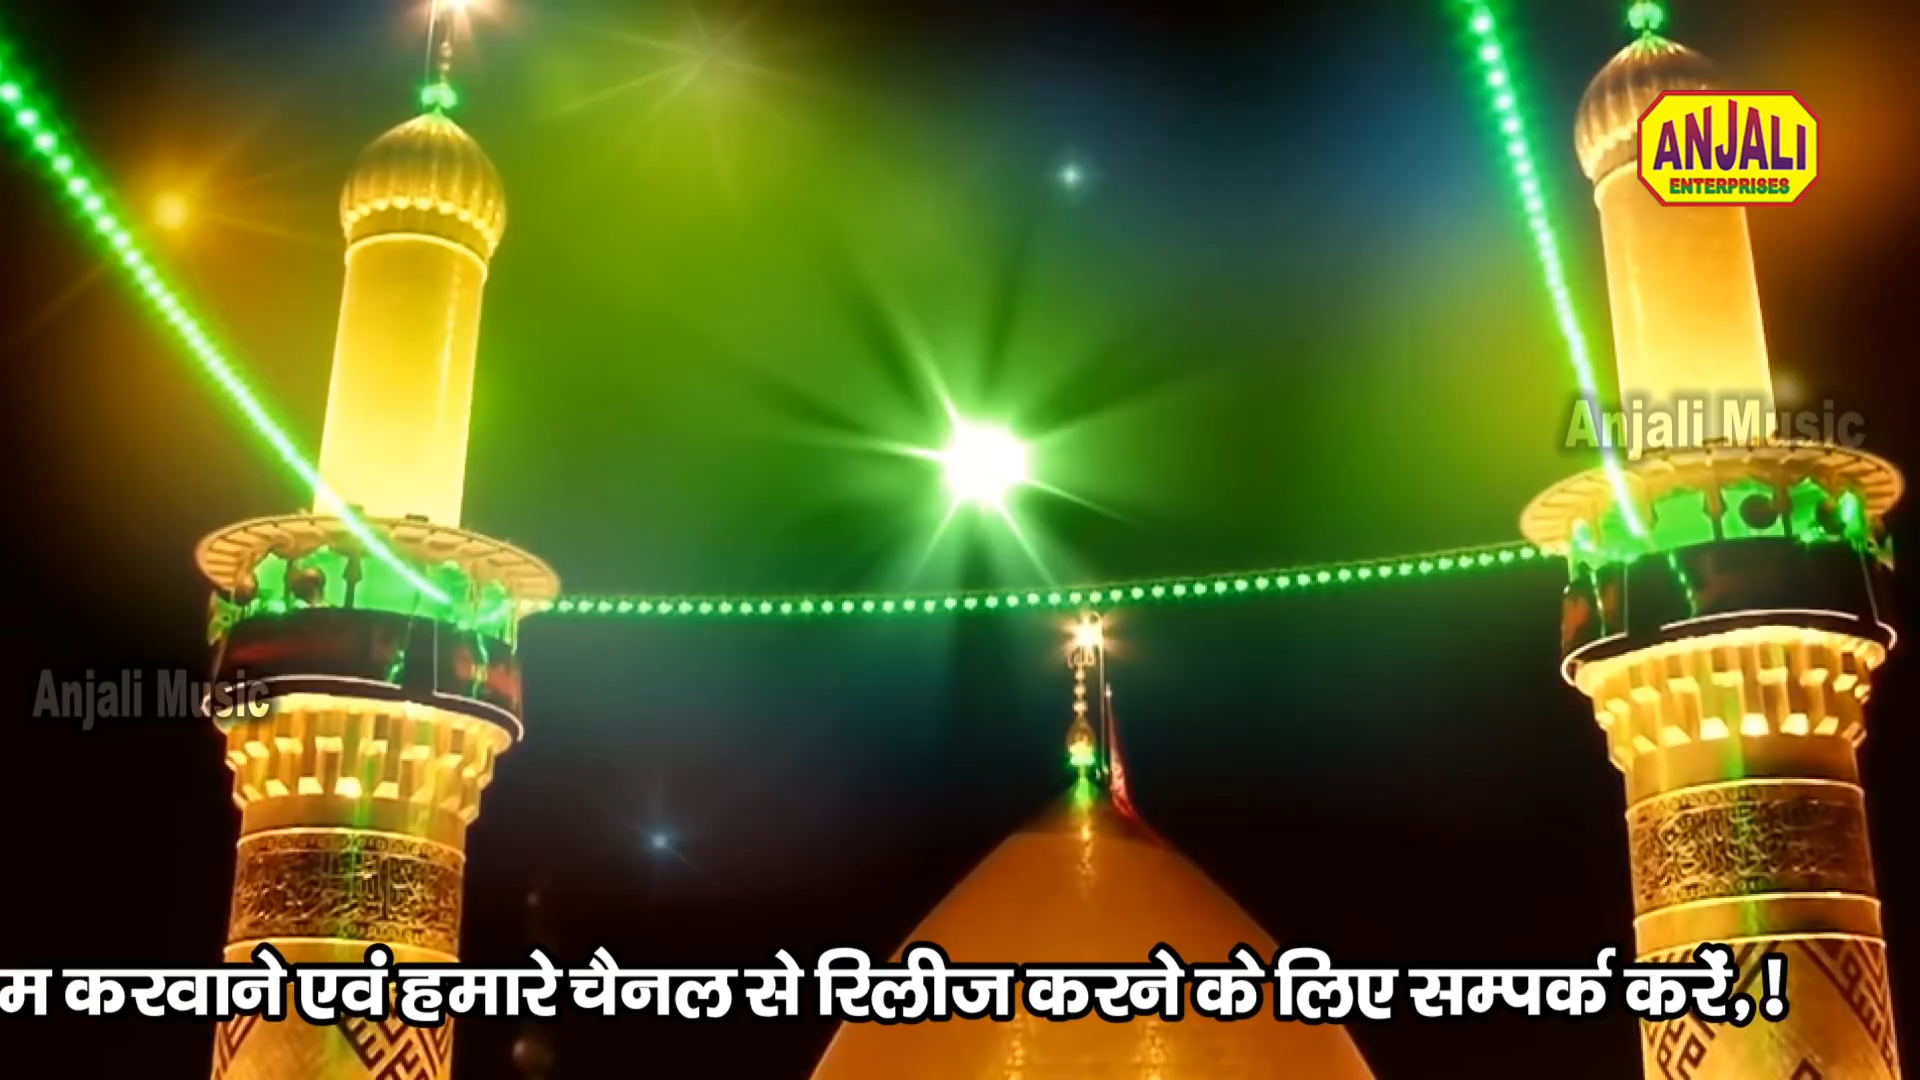 ANJALI
ENTERPRISES
Anjali Music
Anjali Music
करवाने एवं हमारे चैनल से रिलीज करने के लिए सम्पर्क करें,!